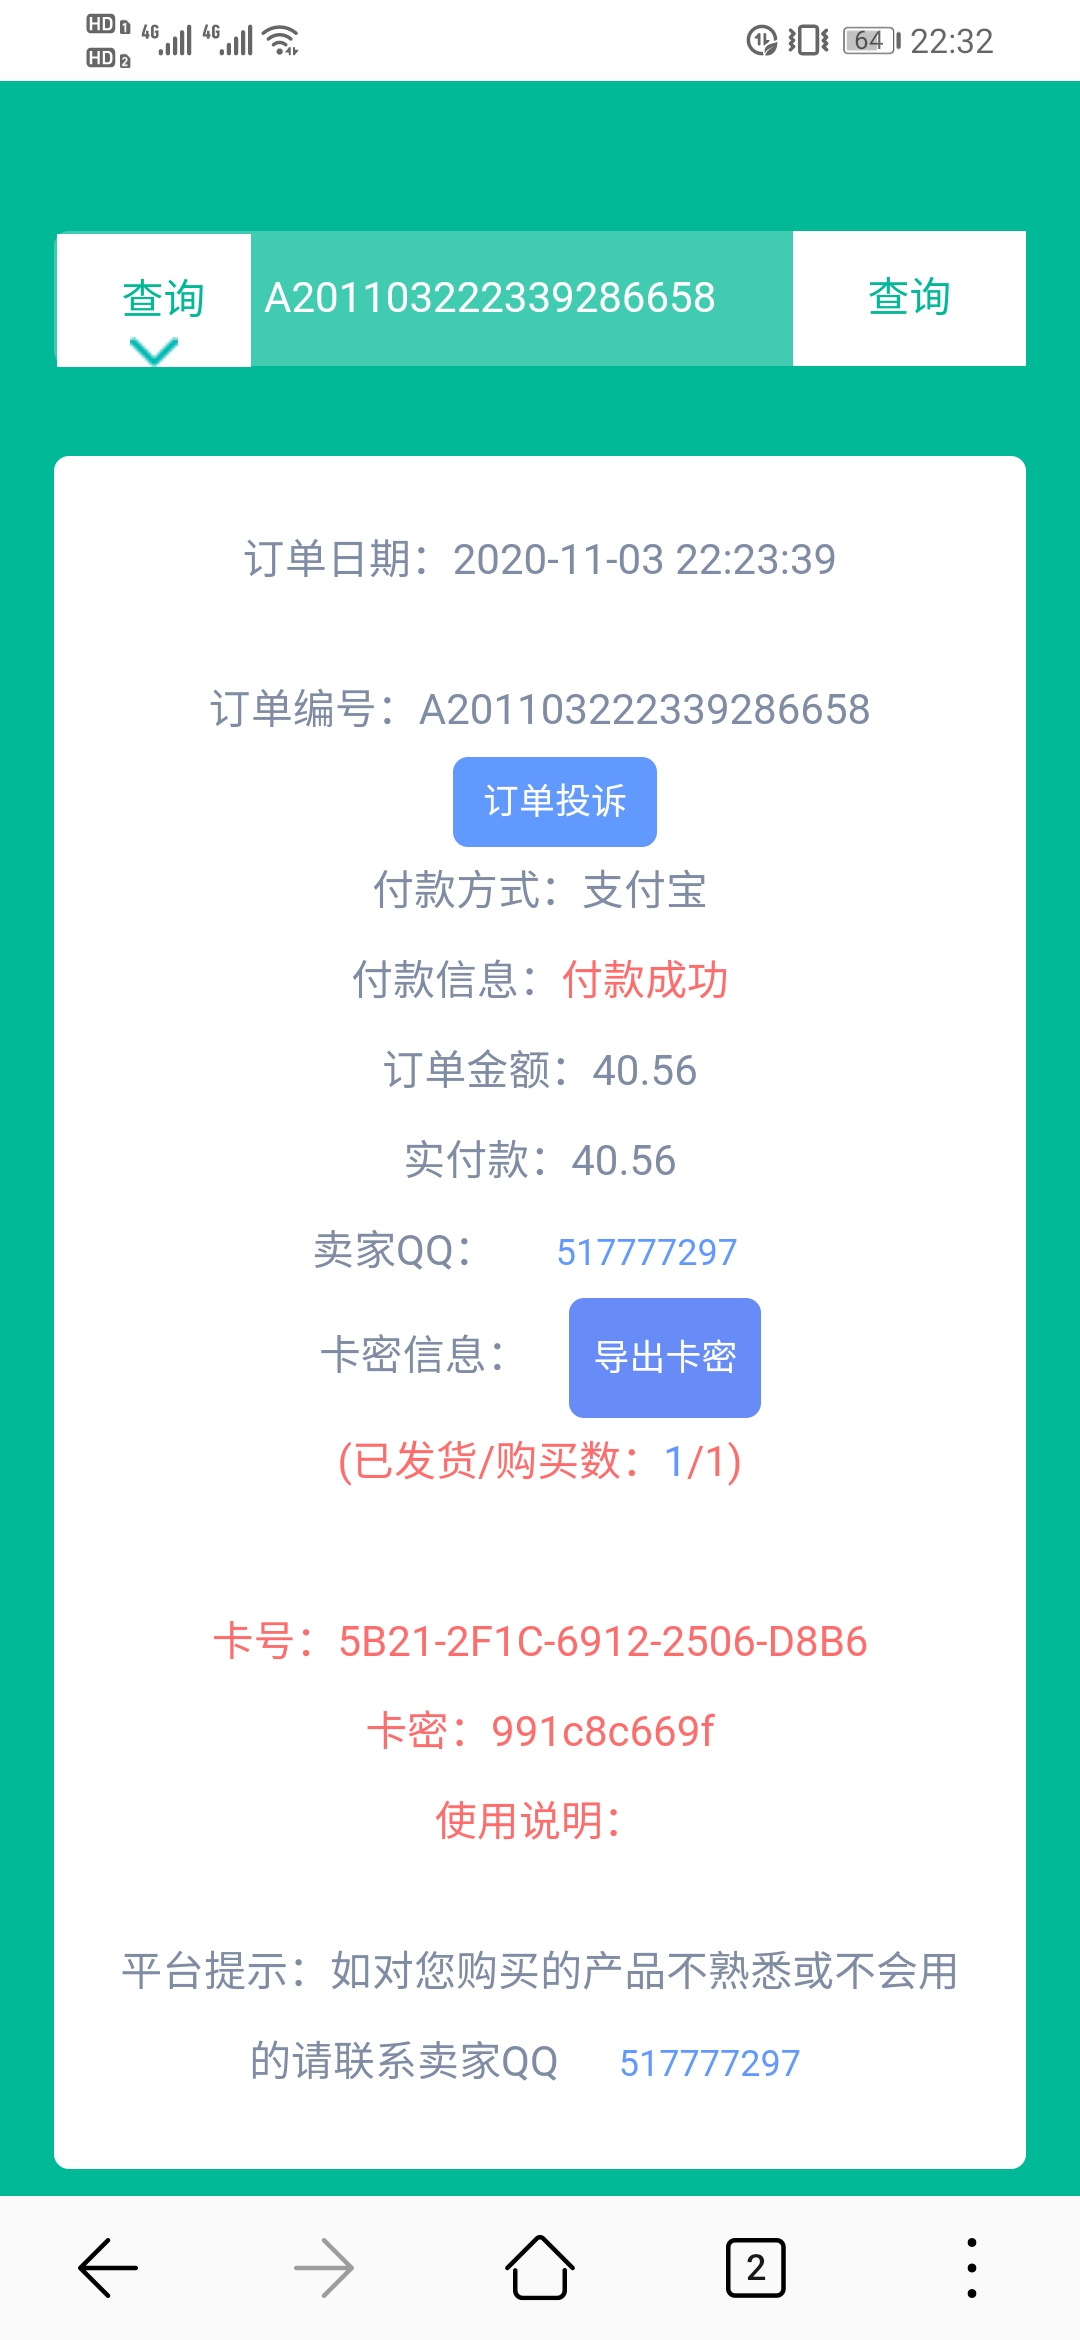 HD 1 4G 4G
HD 2
64 22:32
查询 A201103222339286658 查询
订单日期：2020-11-03 22:23:39
订单编号：A201103222339286658
订单投诉
付款方式：支付宝
付款信息：付款成功
订单金额：40.56
实付款：40.56
卖家QQ： 517777297
卡密信息： 导出卡密
(已发货/购买数：1/1)
卡号：5B21-2F1C-6912-2506-D8B6
卡密：991c8c669f
使用说明：
平台提示：如对您购买的产品不熟悉或不会用
的请联系卖家QQ 517777297
2